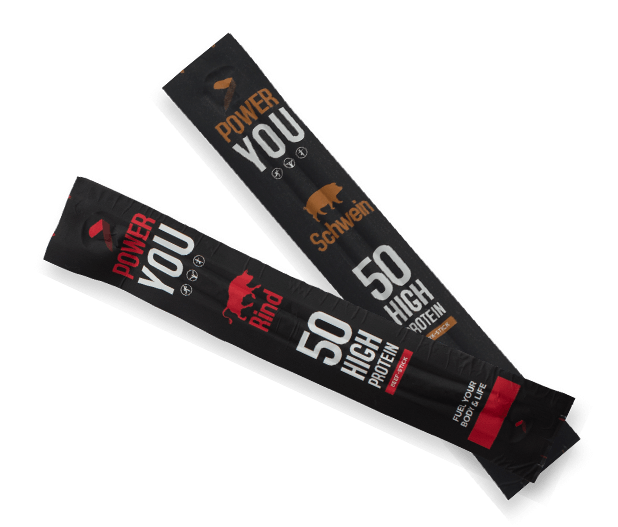 POWER
YOU
Schwein
50
HIGH
PROTEIN
POWER
YOU
Rind
50
HIGH
PROTEIN
BEEF-STICK
FUEL YOUR
BODY & LIFE